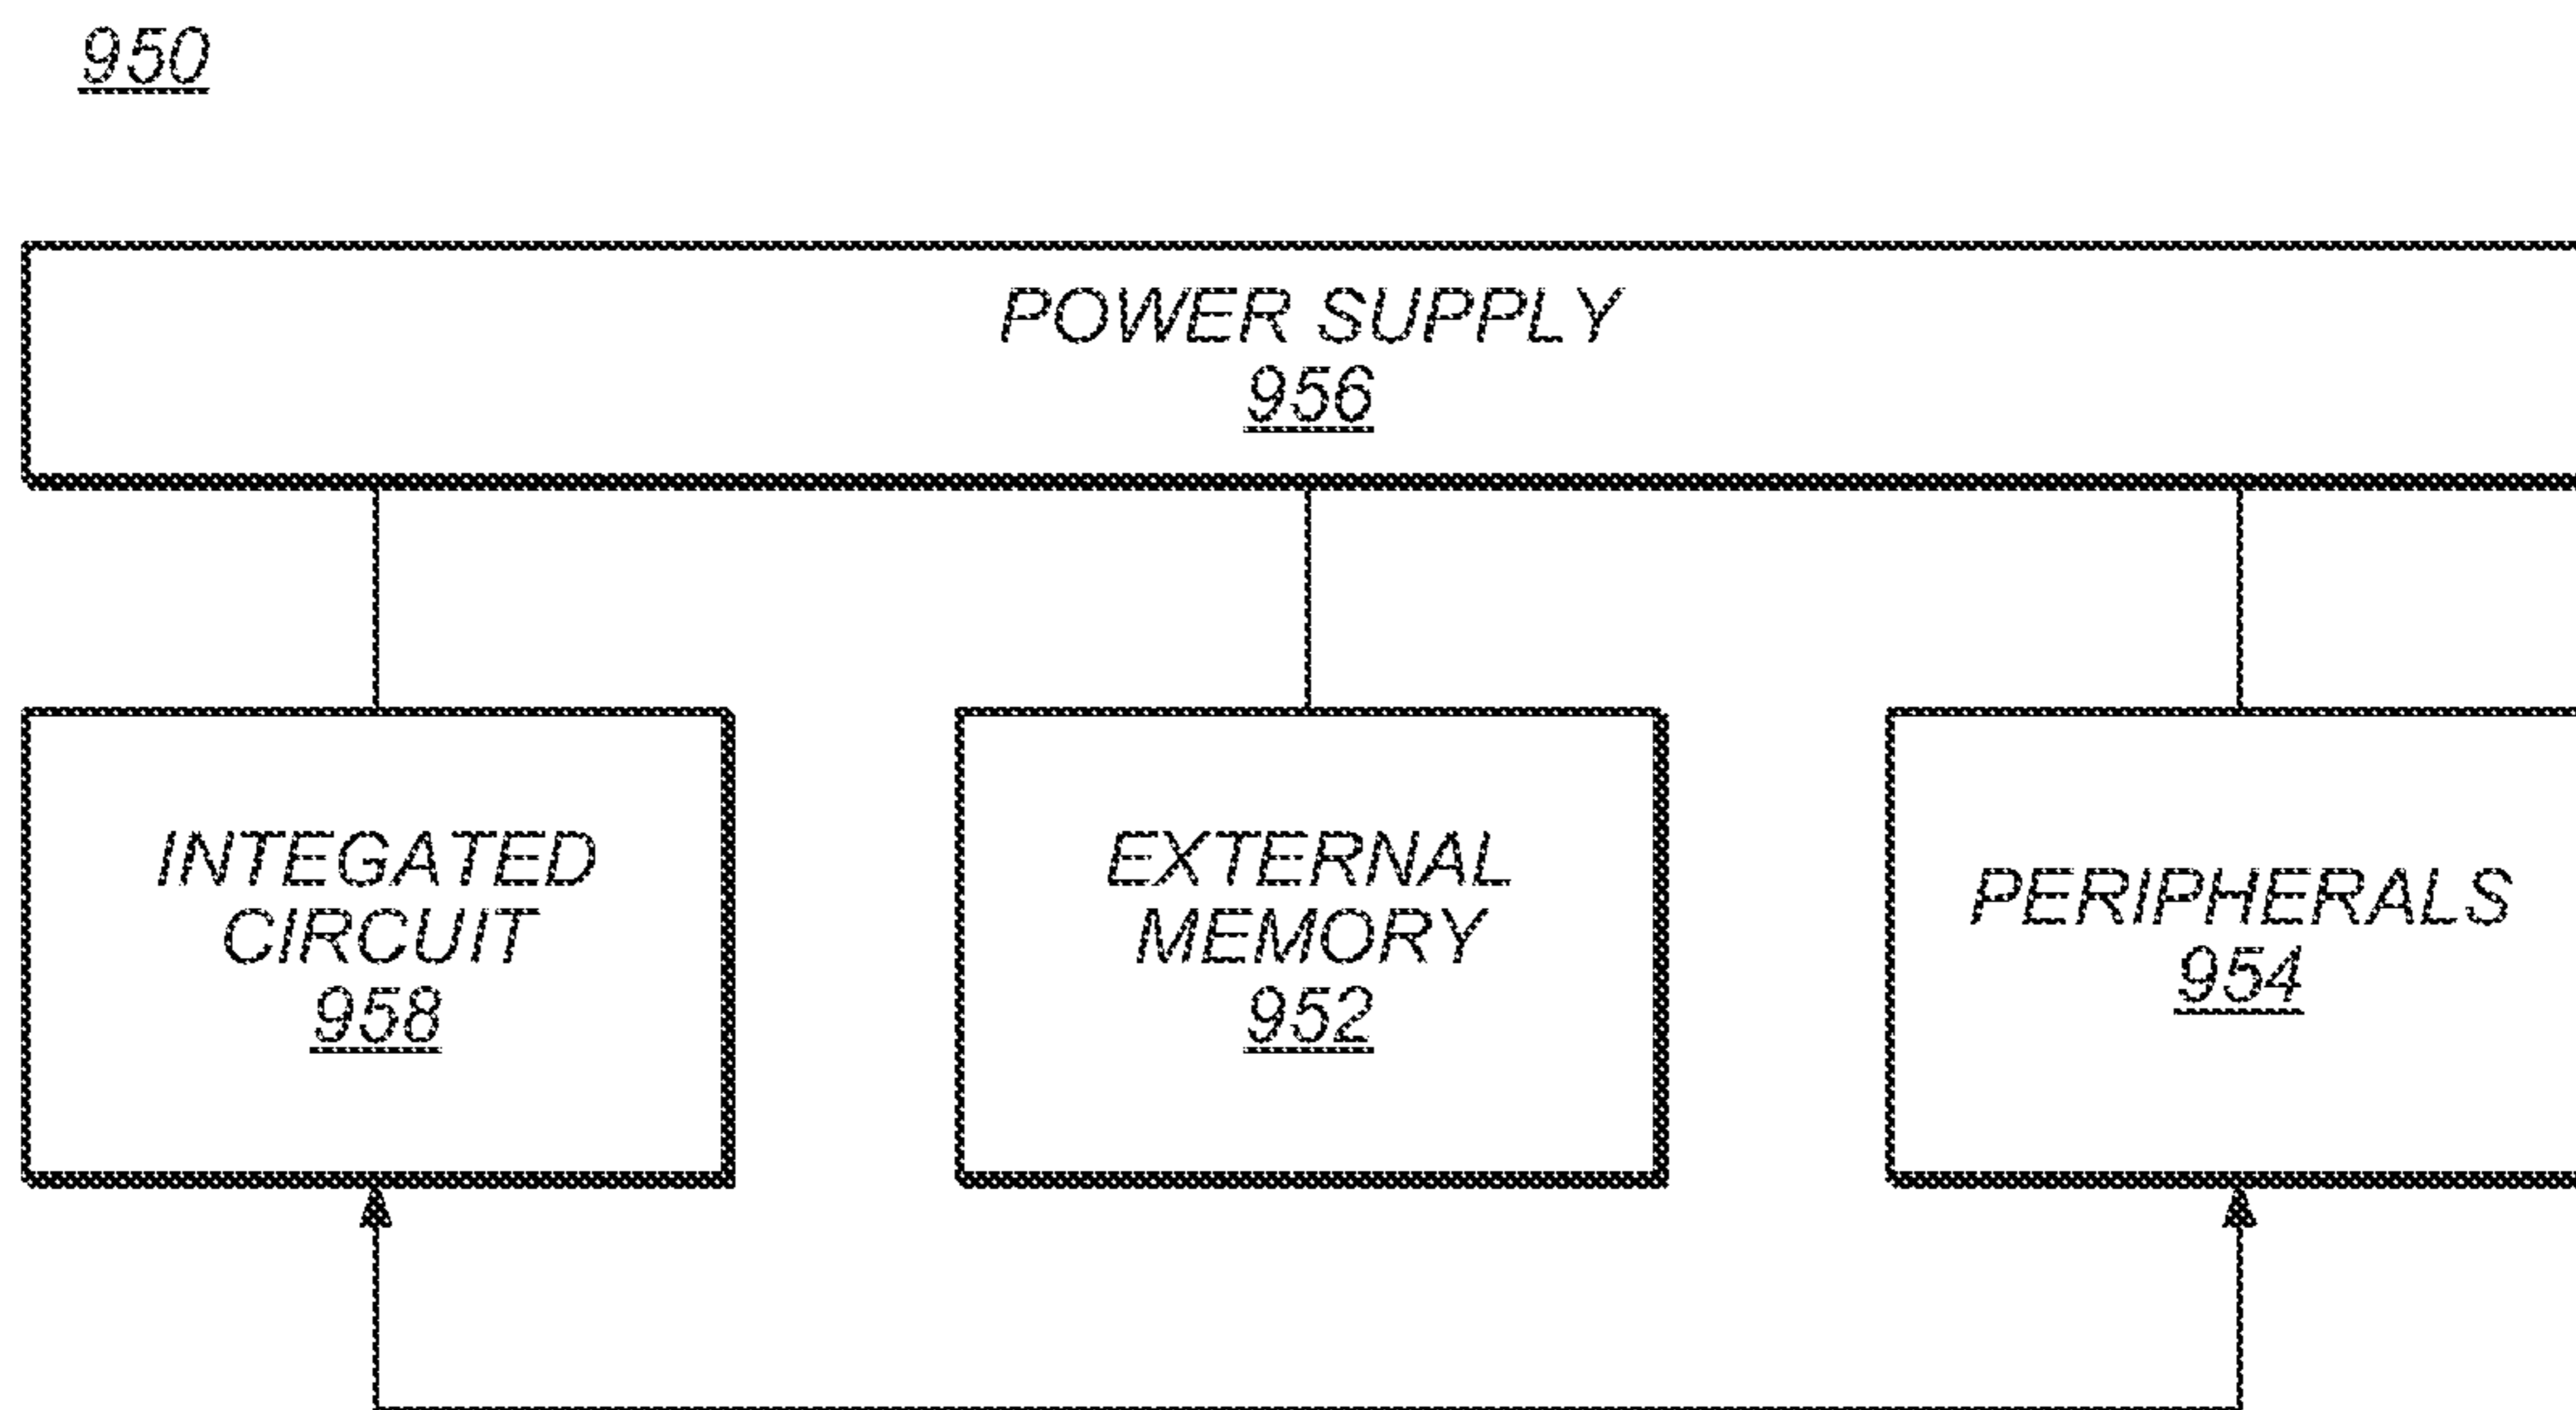 950
POWER SUPPLY
956
INTEGATED
CIRCUIT
958
EXTERNAL
MEMORY
952
PERIPHERALS
954